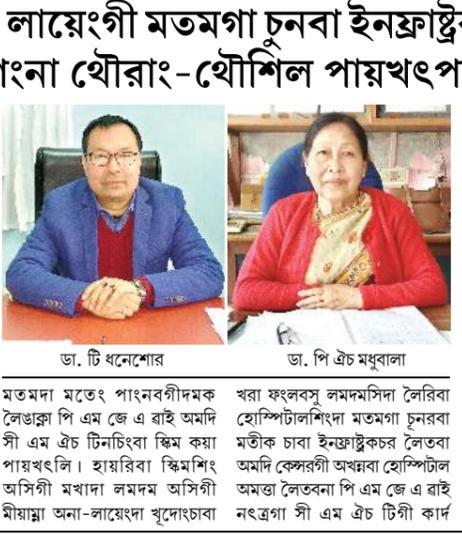 লায়েংগী মতমগা চুনবা ইনফ্রাষ্ট্র
থৌরাং-থৌশিল পায়খৎপ
ডা. টি ধনেশোর
ডা. পি ঐচ মধুবালা
মতমদা মতেং পাংনবগীদমক
লৈঙাক্লা পি এম জে এ ৱাই অমদি
সী এম ঐচ টিনচিংবা স্কিম কয়া
পায়খৎলি। হায়রিবা স্কিমশিং
অসিগী মখাদা লমদম অসিগী
মীয়াম্না অনা-লায়েংদা খূদোংচাবা
খরা ফংলবসু লমদমসিদা লৈরিবা
হোস্পিটালশিংদা মতমগা চূনরবা
মতীক চাবা ইনফ্রাষ্ট্রকচর লৈতবা
অমদি কেন্সরগী অখন্নবা হোস্পিটাল
অমত্তা লৈতবনা পি এম জে এ ৱাই
নৎত্রগা সী এম ঐচ টিগী কার্দ